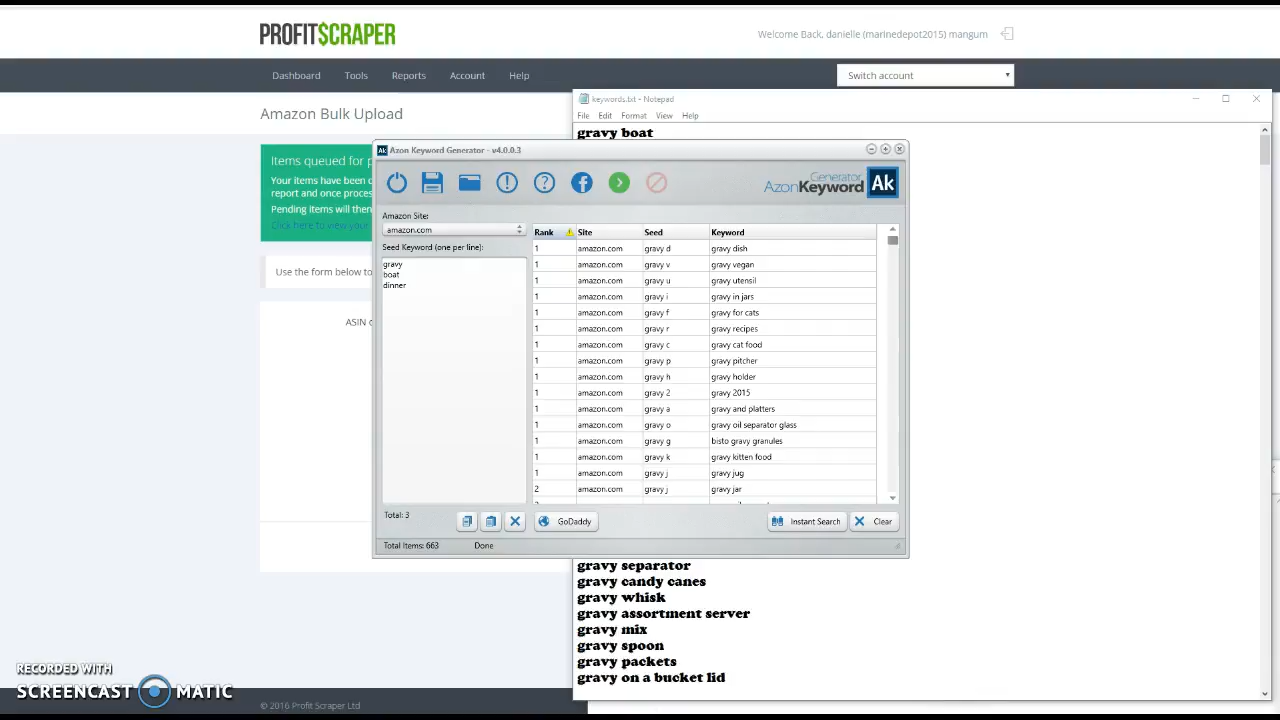 PROFIT$CRAPER
Welcome Back, danielle (marinedepot2015) mangum
Dashboard Tools Reports Account Help
Switch account
Amazon Bulk Upload
Items queued for p
Your items have been
report and once proces
Pending items will then
Click here to view your
Use the form below to
ASIN
keywords.txt - Notepad
File Edit Format View Help
gravy boat
Azon Keyword Generator - v4.0.0.3
Generator
AzonKeyword Ak
Amazon Site:
amazon.com
Seed Keyword (one per line):
gravy
boat
dinner
Rank Site Seed Keyword
1 amazon.com gravy d gravy dish
1 amazon.com gravy v gravy vegan
1 amazon.com gravy u gravy utensil
1 amazon.com gravy i gravy in jars
1 amazon.com gravy f gravy for cats
1 amazon.com gravy r gravy recipes
1 amazon.com gravy c gravy cat food
1 amazon.com gravy p gravy pitcher
1 amazon.com gravy h gravy holder
1 amazon.com gravy 2 gravy 2015
1 amazon.com gravy a gravy and platters
1 amazon.com gravy o gravy oil separator glass
1 amazon.com gravy g bisto gravy granules
1 amazon.com gravy k gravy kitten food
1 amazon.com gravy j gravy jug
2 amazon.com gravy j gravy jar
Total: 3
GoDaddy
Instant Search
Clear
Total Items: 663 Done
gravy separator
gravy candy canes
gravy whisk
gravy assortment server
gravy mix
gravy spoon
gravy packets
gravy on a bucket lid
RECORDED WITH
SCREENCAST MATIC
© 2016 Profit Scraper Ltd